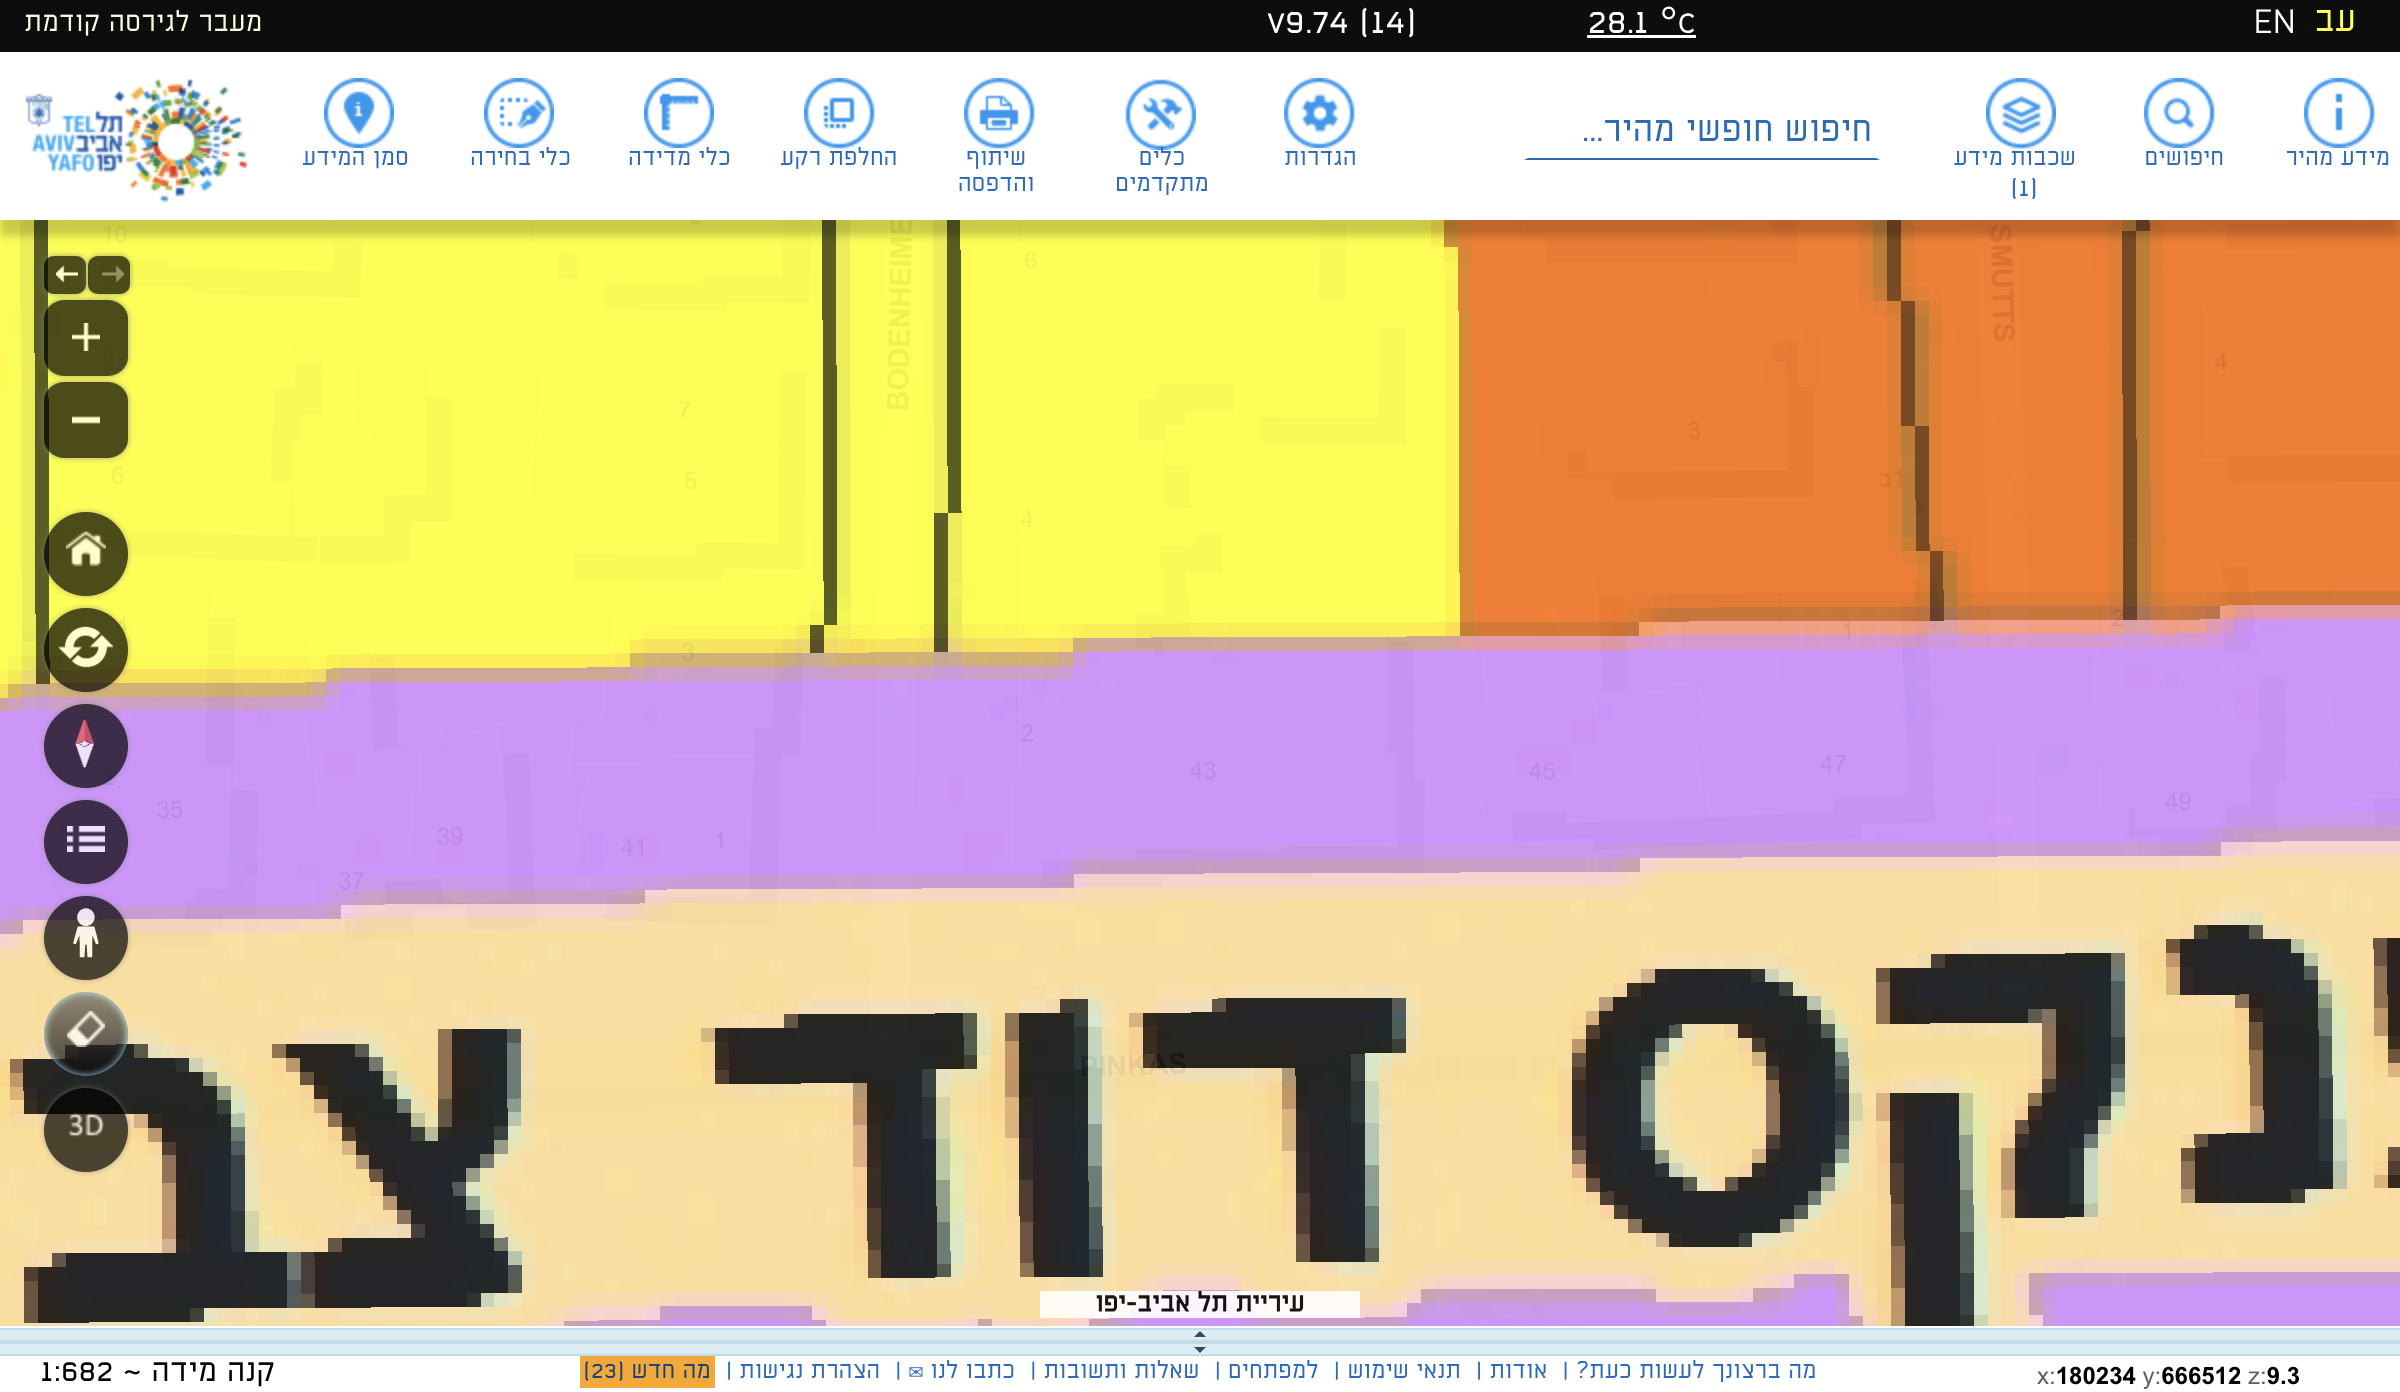 עב EN
28.1 °C
V9.74 (14)
מעבר לגירסה קודמת
מידע מהיר
חיפושים
שכבות מידע
(1)
חיפוש חופשי מהיר...
הגדרות
כלים
מתקדמים
שיתוף
והדפסה
החלפת רקע
כלי מדידה
כלי בחירה
סמן המידע
תל TEL
אביב AVIV
יפו YAFO
10
BODENHEIME
6
SMUTTS
4
7
3
6
5
ב1
4
3
1
2
2
43
45
47
35
39
41
1
49
37
נקס דוד צב
PINKAS
3D
עיריית תל אביב-יפו
מה ברצונך לעשות כעת? | אודות | תנאי שימוש | למפתחים | שאלות ותשובות | כתבו לנו ✉ | הצהרת נגישות | מה חדש (23)
קנה מידה ~ 1:682
x:180234 y:666512 z:9.3